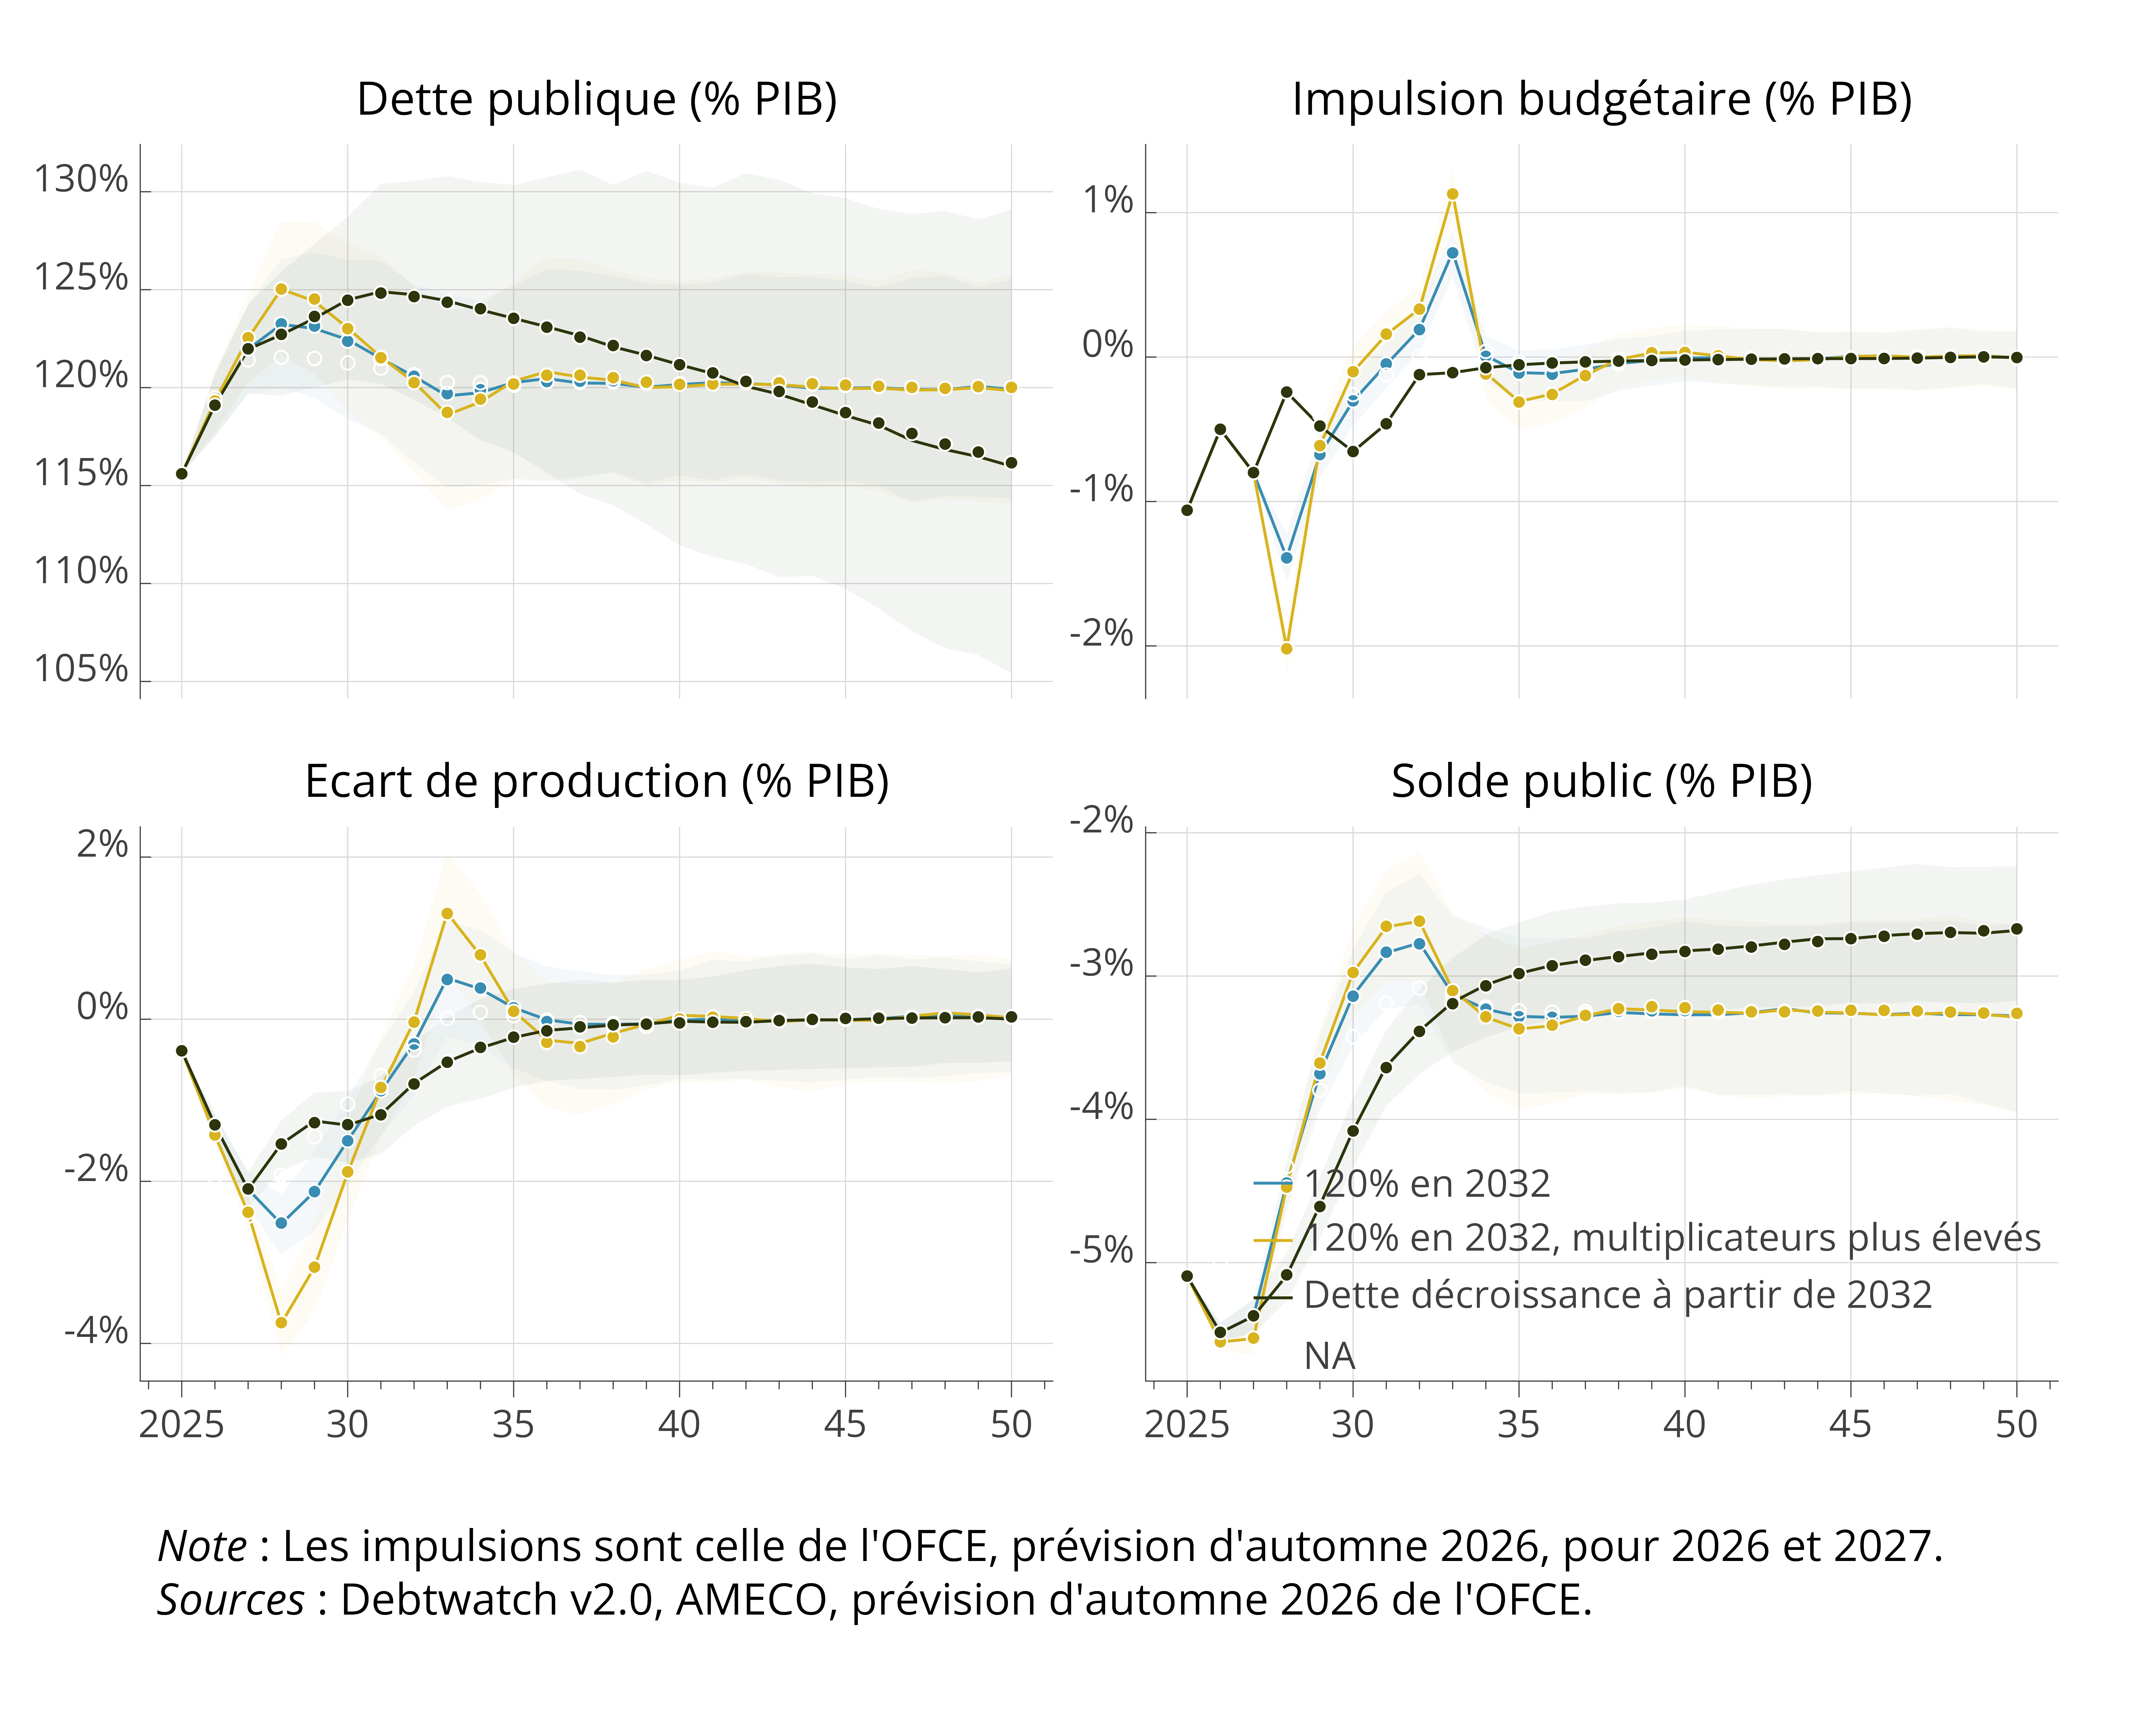 Dette publique (% PIB)
130%
125%
120%
115%
110%
105%
Impulsion budgétaire (% PIB)
1%
0%
-1%
-2%
Ecart de production (% PIB)
2%
0%
-2%
-4%
2025 30 35 40 45 50
Solde public (% PIB)
-2%
-3%
-4%
-5%
120% en 2032
120% en 2032, multiplicateurs plus élevés
Dette décroissance à partir de 2032
NA
2025 30 35 40 45 50
Note : Les impulsions sont celle de l'OFCE, prévision d'automne 2026, pour 2026 et 2027.
Sources : Debtwatch v2.0, AMECO, prévision d'automne 2026 de l'OFCE.